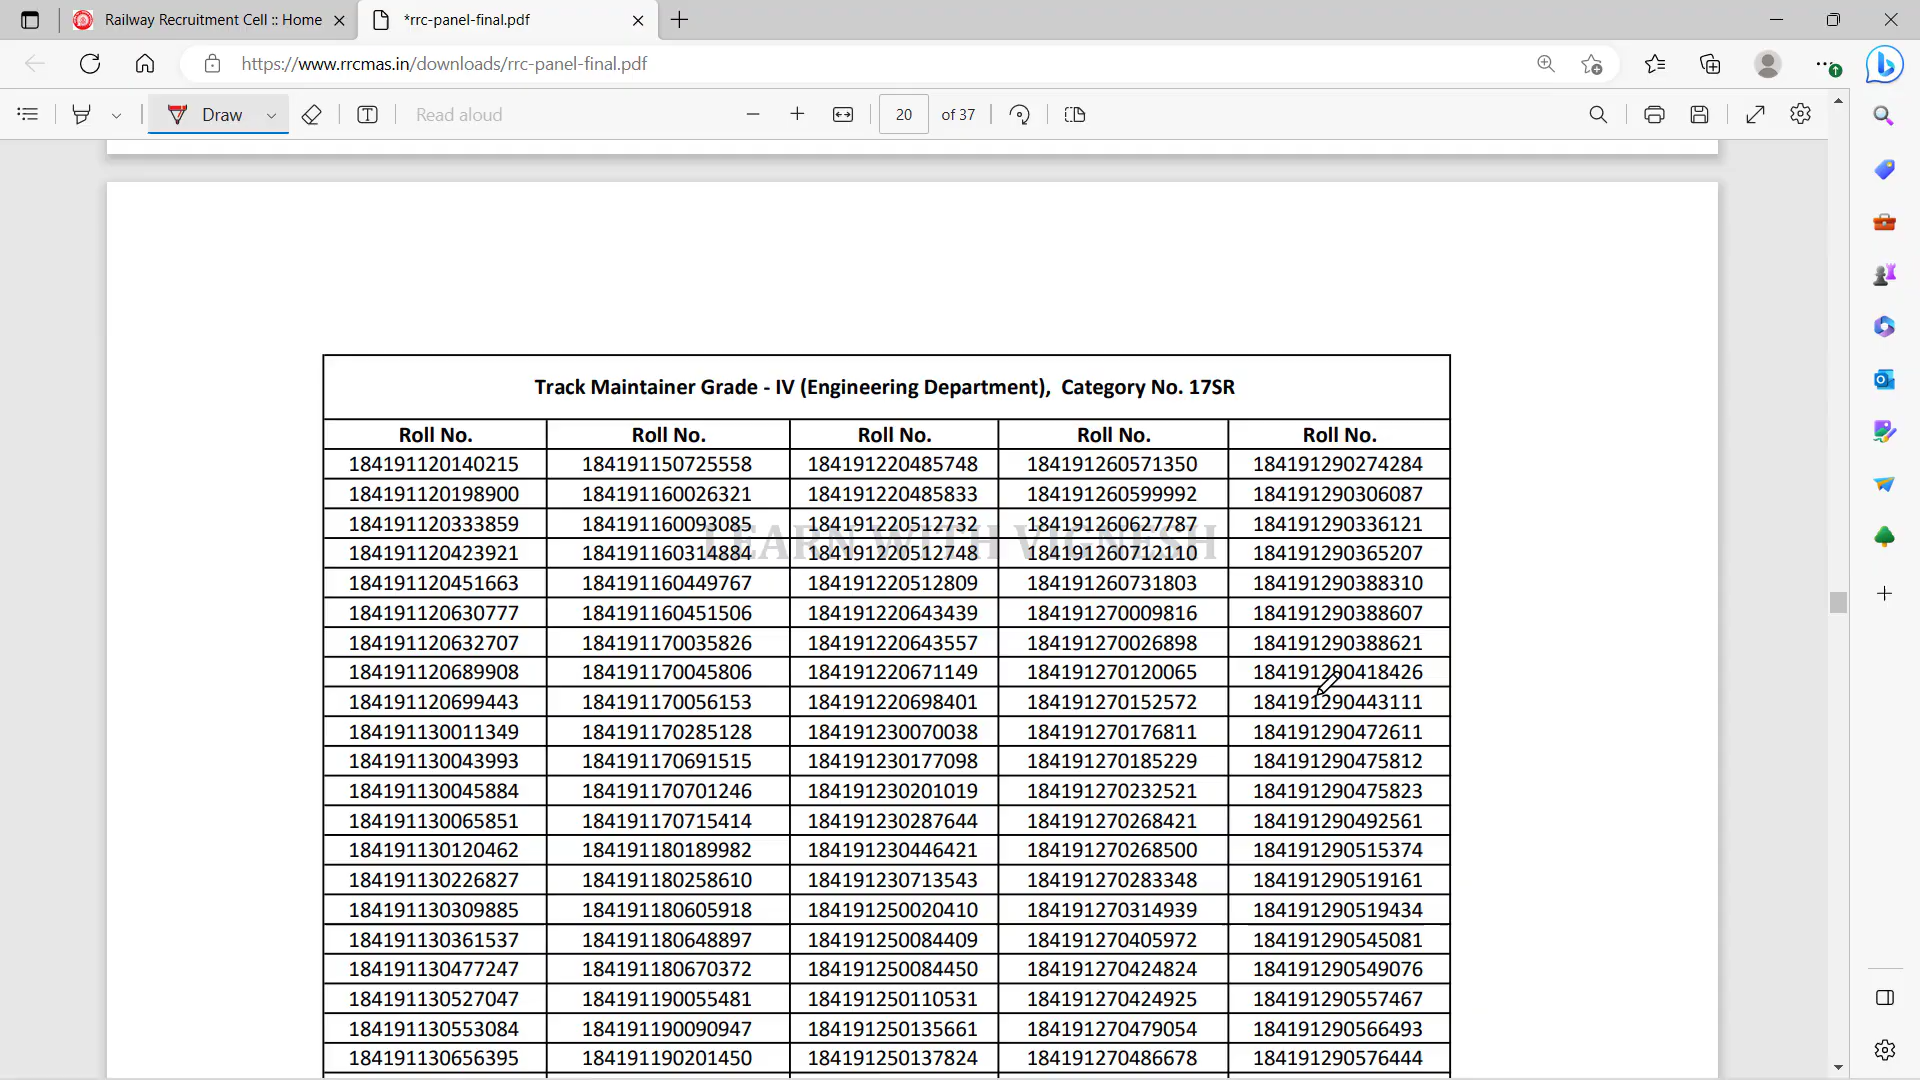 Railway Recruitment Cell :: Home
*rrc-panel-final.pdf
https://www.rrcmas.in/downloads/rrc-panel-final.pdf
Draw
Read aloud
20 of 37
Track Maintainer Grade - IV (Engineering Department), Category No. 17SR
Roll No. Roll No. Roll No. Roll No. Roll No.
184191120140215 184191150725558 184191220485748 184191260571350 184191290274284
184191120198900 184191160026321 184191220485833 184191260599992 184191290306087
184191120333859 184191160093085 184191220512732 184191260627787 184191290336121
LEARN WITH VIGNESH
184191120423921 184191160314884 184191220512748 184191260712110 184191290365207
184191120451663 184191160449767 184191220512809 184191260731803 184191290388310
184191120630777 184191160451506 184191220643439 184191270009816 184191290388607
184191120632707 184191170035826 184191220643557 184191270026898 184191290388621
184191120689908 184191170045806 184191220671149 184191270120065 184191290418426
184191120699443 184191170056153 184191220698401 184191270152572 184191290443111
184191130011349 184191170285128 184191230070038 184191270176811 184191290472611
184191130043993 184191170691515 184191230177098 184191270185229 184191290475812
184191130045884 184191170701246 184191230201019 184191270232521 184191290475823
184191130065851 184191170715414 184191230287644 184191270268421 184191290492561
184191130120462 184191180189982 184191230446421 184191270268500 184191290515374
184191130226827 184191180258610 184191230713543 184191270283348 184191290519161
184191130309885 184191180605918 184191250020410 184191270314939 184191290519434
184191130361537 184191180648897 184191250084409 184191270405972 184191290545081
184191130477247 184191180670372 184191250084450 184191270424824 184191290549076
184191130527047 184191190055481 184191250110531 184191270424925 184191290557467
184191130553084 184191190090947 184191250135661 184191270479054 184191290566493
184191130656395 184191190201450 184191250137824 184191270486678 184191290576444